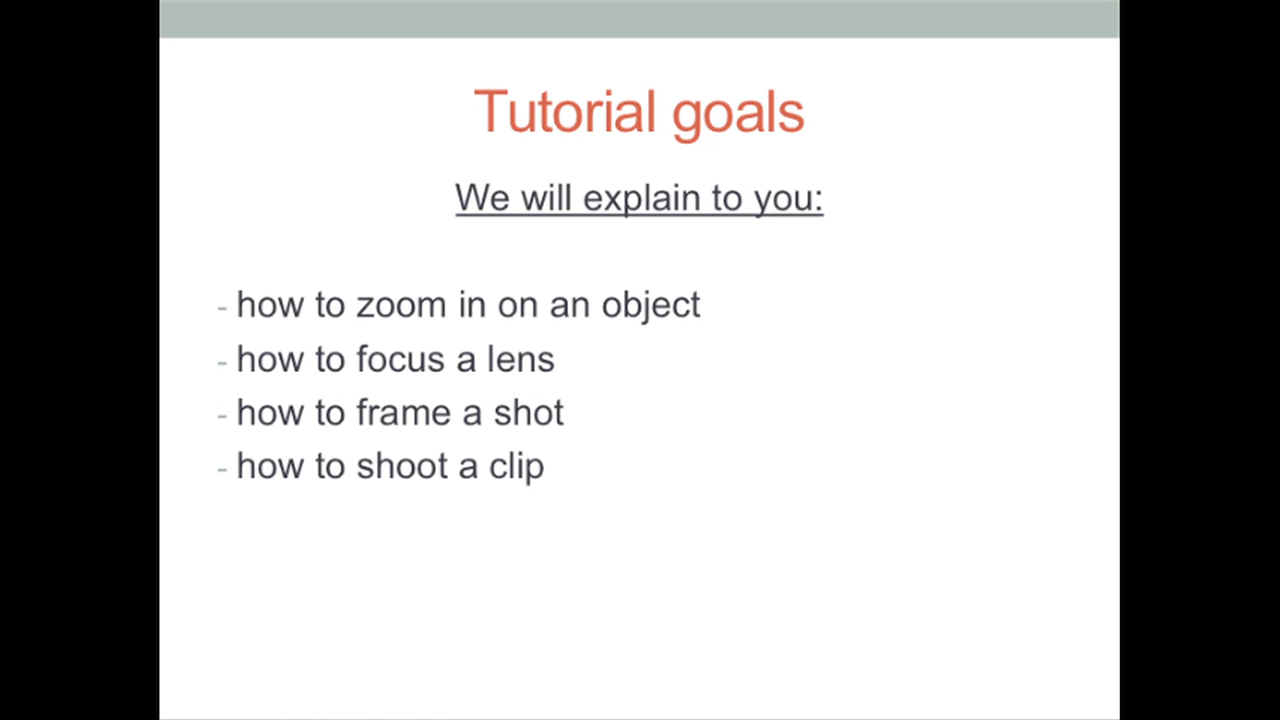 Tutorial goals
We will explain to you:
- how to zoom in on an object
- how to focus a lens
- how to frame a shot
- how to shoot a clip